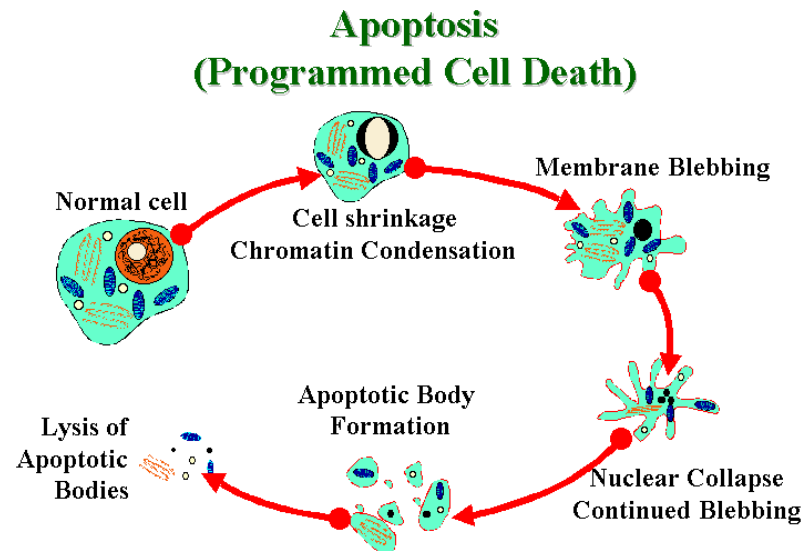 Apoptosis
(Programmed Cell Death)
Normal cell
Cell shrinkage
Chromatin Condensation
Membrane Blebbing
Nuclear Collapse
Continued Blebbing
Apoptotic Body
Formation
Lysis of
Apoptotic
Bodies